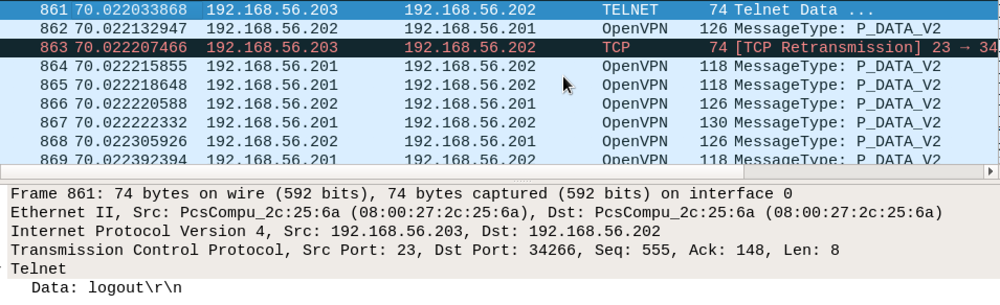 861 70.022033868 192.168.56.203 192.168.56.202 TELNET 74 Telnet Data ...
862 70.022132947 192.168.56.202 192.168.56.201 OpenVPN 126 MessageType: P_DATA_V2
863 70.022207466 192.168.56.203 192.168.56.202 TCP 74 [TCP Retransmission] 23 → 34
864 70.022215855 192.168.56.201 192.168.56.202 OpenVPN 118 MessageType: P_DATA_V2
865 70.022218648 192.168.56.201 192.168.56.202 OpenVPN 118 MessageType: P_DATA_V2
866 70.022220588 192.168.56.202 192.168.56.201 OpenVPN 126 MessageType: P_DATA_V2
867 70.022222332 192.168.56.201 192.168.56.202 OpenVPN 130 MessageType: P_DATA_V2
868 70.022305926 192.168.56.202 192.168.56.201 OpenVPN 126 MessageType: P_DATA_V2
869 70.022392394 192.168.56.201 192.168.56.202 OpenVPN 118 MessageType: P_DATA_V2
Frame 861: 74 bytes on wire (592 bits), 74 bytes captured (592 bits) on interface 0
Ethernet II, Src: PcsCompu_2c:25:6a (08:00:27:2c:25:6a), Dst: PcsCompu_2c:25:6a (08:00:27:2c:25:6a)
Internet Protocol Version 4, Src: 192.168.56.203, Dst: 192.168.56.202
Transmission Control Protocol, Src Port: 23, Dst Port: 34266, Seq: 555, Ack: 148, Len: 8
Telnet
Data: logout\r\n